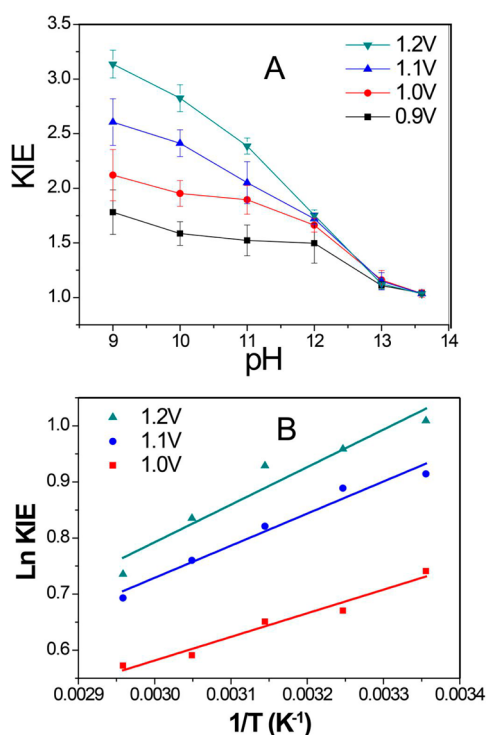 A
1.2V
1.1V
1.0V
0.9V
KIE
3.5
3.0
2.5
2.0
1.5
1.0
9 10 11 12 13 14
pH
B
1.2V
1.1V
1.0V
Ln KIE
1.0
0.9
0.8
0.7
0.6
0.0029 0.0030 0.0031 0.0032 0.0033 0.0034
1/T (K⁻¹)